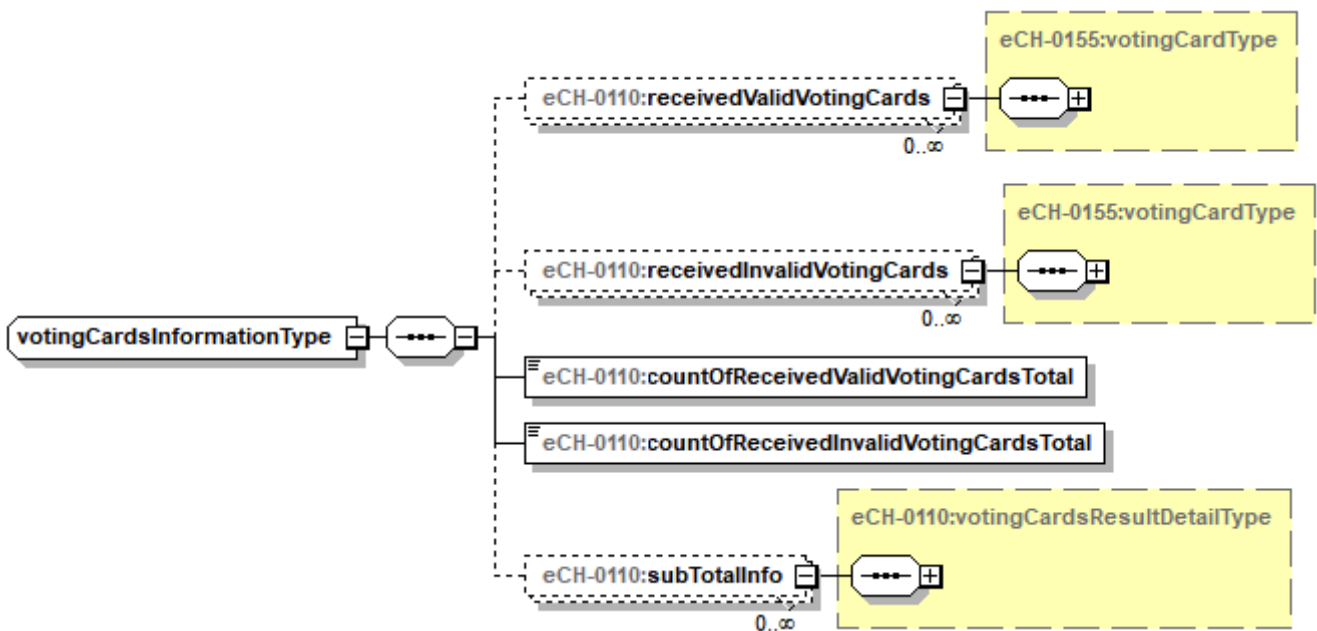 eCH-0155:votingCardType
eCH-0110:receivedValidVotingCards
0..∞
eCH-0155:votingCardType
eCH-0110:receivedInvalidVotingCards
0..∞
votingCardsInformationType
eCH-0110:countOfReceivedValidVotingCardsTotal
eCH-0110:countOfReceivedInvalidVotingCardsTotal
eCH-0110:votingCardsResultDetailType
eCH-0110:subTotalInfo
0..∞